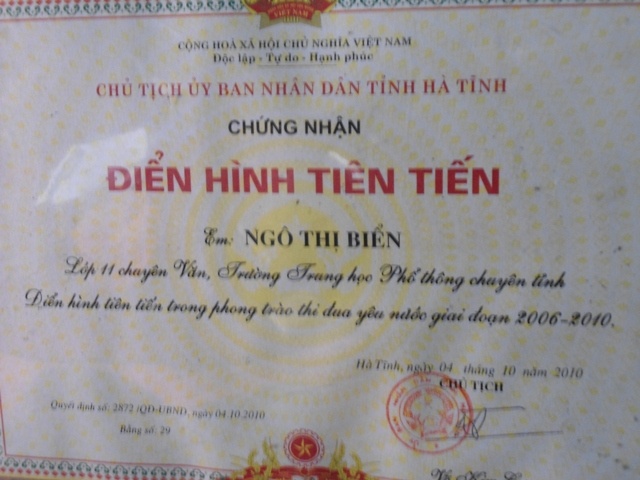 VIỆT NAM
CỘNG HOÀ XÃ HỘI CHỦ NGHĨA VIỆT NAM
Độc lập - Tự do - Hạnh phúc
CHỦ TỊCH ỦY BAN NHÂN DÂN TỈNH HÀ TĨNH
CHỨNG NHẬN
ĐIỂN HÌNH TIÊN TIẾN
Em: NGÔ THỊ BIỂN
Lớp 11 chuyên Văn, Trường Trung học Phổ thông chuyên tỉnh
Điển hình tiên tiến trong phong trào thi đua yêu nước giai đoạn 2006-2010.
Hà Tĩnh, ngày 04 tháng 10 năm 2010
CHỦ TỊCH
Quyết định số: 2872 /QĐ-UBND, ngày 04.10.2010
Bằng số: 29